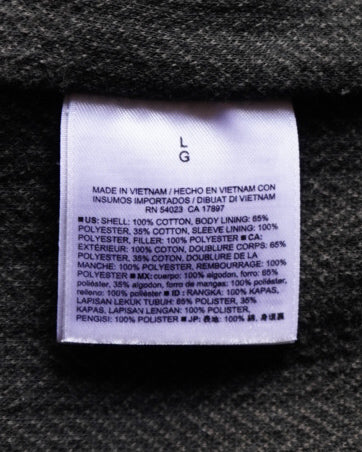 L
G
MADE IN VIETNAM / HECHO EN VIETNAM CON
INSUMOS IMPORTADOS / DIBUAT DI VIETNAM
RN 54023 CA 17897
■ US: SHELL: 100% COTTON, BODY LINING: 65%
POLYESTER, 35% COTTON, SLEEVE LINING: 100%
POLYESTER, FILLER: 100% POLYESTER ■ CA:
EXTÉRIEUR: 100% COTON, DOUBLURE CORPS: 65%
POLYESTER, 35% COTON, DOUBLURE DE LA
MANCHE: 100% POLYESTER, REMBOURRAGE: 100%
POLYESTER ■ MX: cuerpo: 100% algodon, forro: 65%
poliéster, 35% algodon, forro de mangas: 100% poliéster,
relleno: 100% poliéster ■ ID: RANGKA: 100% KAPAS,
LAPISAN LEKUK TUBUH: 65% POLISTER, 35%
KAPAS, LAPISAN LENGAN: 100% POLISTER,
PENGISI: 100% POLISTER ■ JP: 表地: 100% 綿, 身頃裏